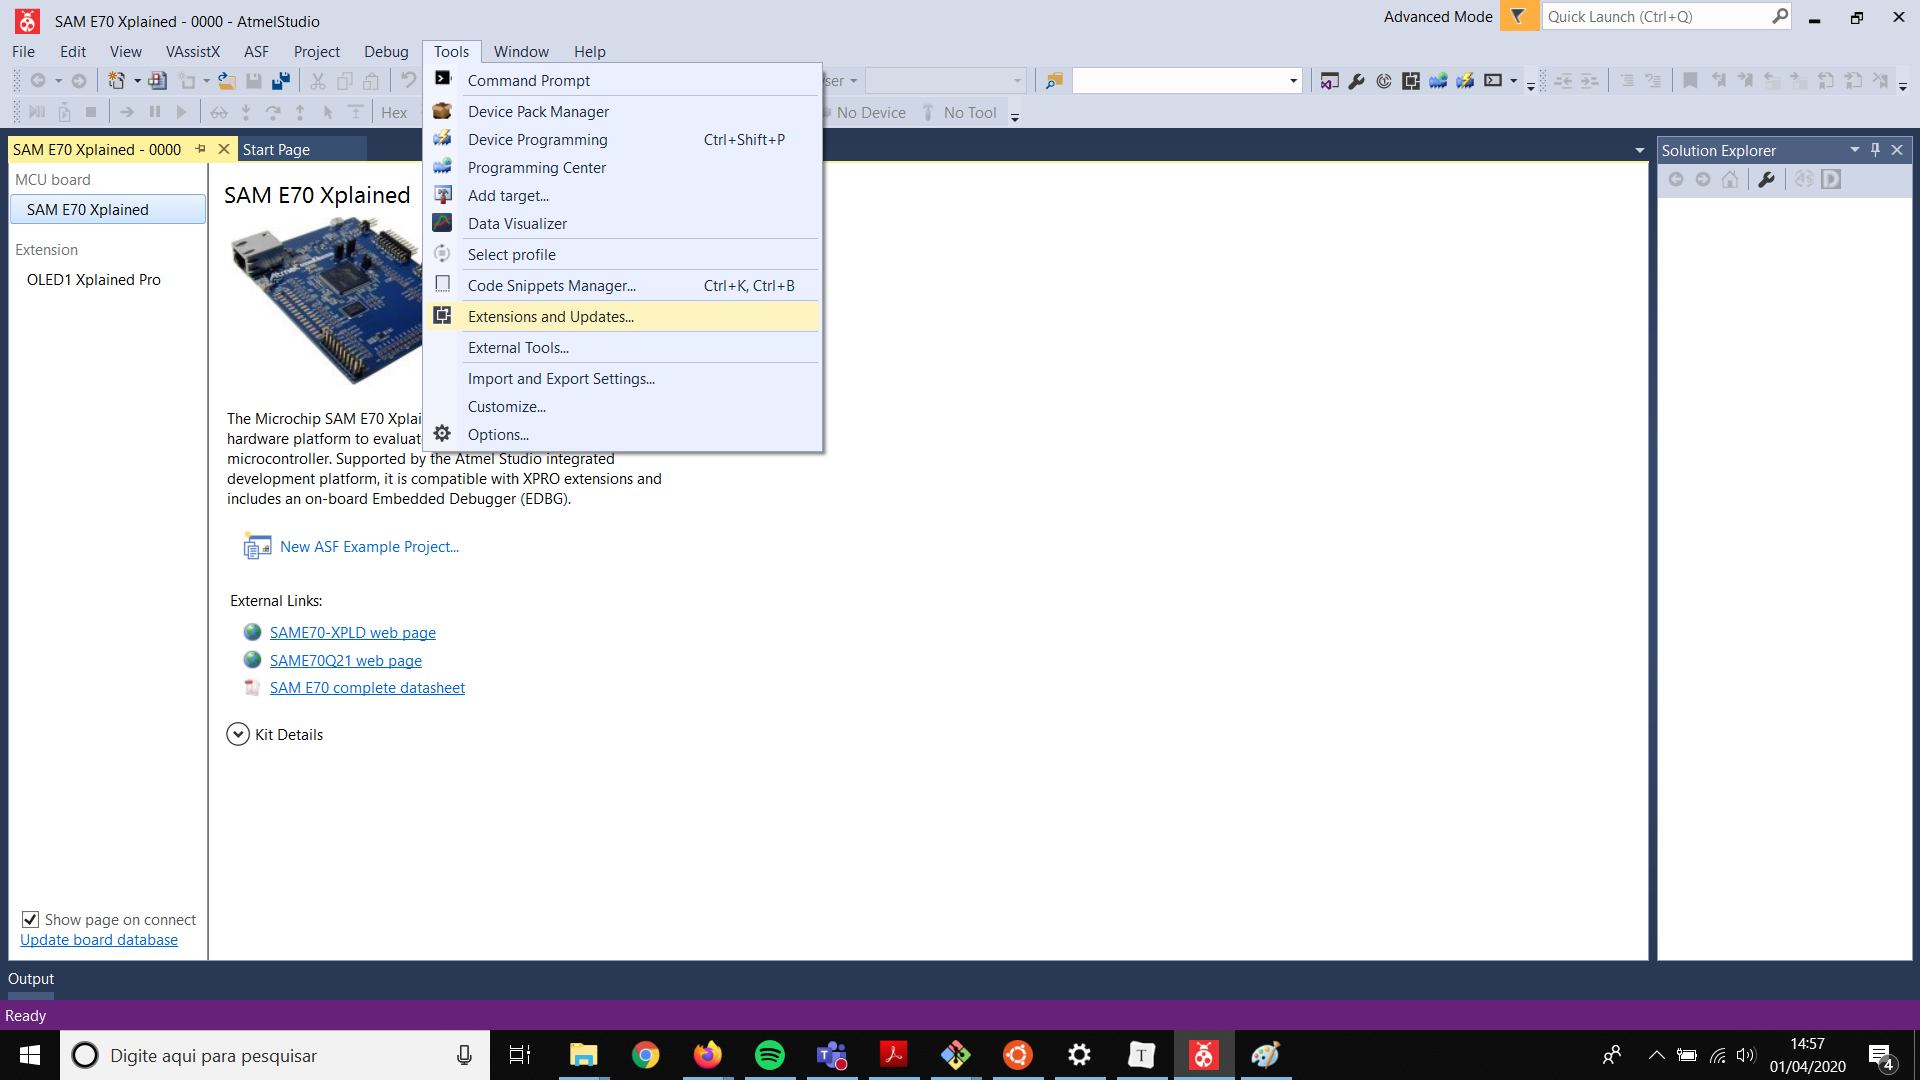 SAM E70 Xplained - 0000 - AtmelStudio
Advanced Mode
Quick Launch (Ctrl+Q)
File Edit View VAssistX ASF Project Debug Tools Window Help
Hex
No Device
No Tool
Command Prompt
Device Pack Manager
Device Programming Ctrl+Shift+P
Programming Center
Add target...
Data Visualizer
Select profile
Code Snippets Manager... Ctrl+K, Ctrl+B
Extensions and Updates...
External Tools...
Import and Export Settings...
Customize...
Options...
SAM E70 Xplained - 0000
Start Page
MCU board
SAM E70 Xplained
Extension
OLED1 Xplained Pro
Show page on connect
Update board database
SAM E70 Xplained
The Microchip SAM E70 Xplai
hardware platform to evaluat
microcontroller. Supported by the Atmel Studio integrated
development platform, it is compatible with XPRO extensions and
includes an on-board Embedded Debugger (EDBG).
New ASF Example Project...
External Links:
SAME70-XPLD web page
SAME70Q21 web page
SAM E70 complete datasheet
Kit Details
Solution Explorer
Output
Ready
Digite aqui para pesquisar
14:57
01/04/2020
4